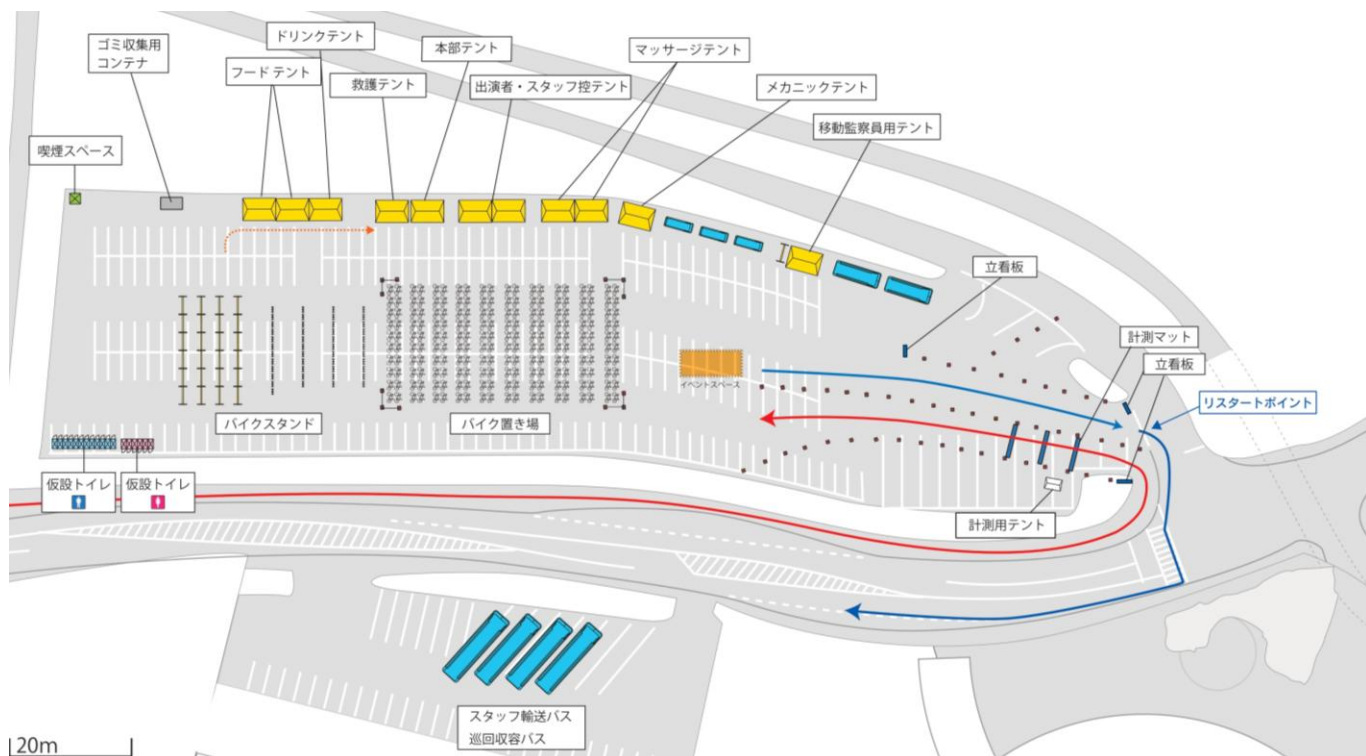 ドリンクテント
ゴミ収集用
コンテナ
本部テント
マッサージテント
フード テント
救護テント
出演者・スタッフ控テント
メカニックテント
移動監察員用テント
喫煙スペース
立看板
計測マット
立看板
イベントスペース
リスタートポイント
バイクスタンド
バイク置き場
仮設トイレ
仮設トイレ
計測用テント
スタッフ輸送バス
巡回収容バス
20m